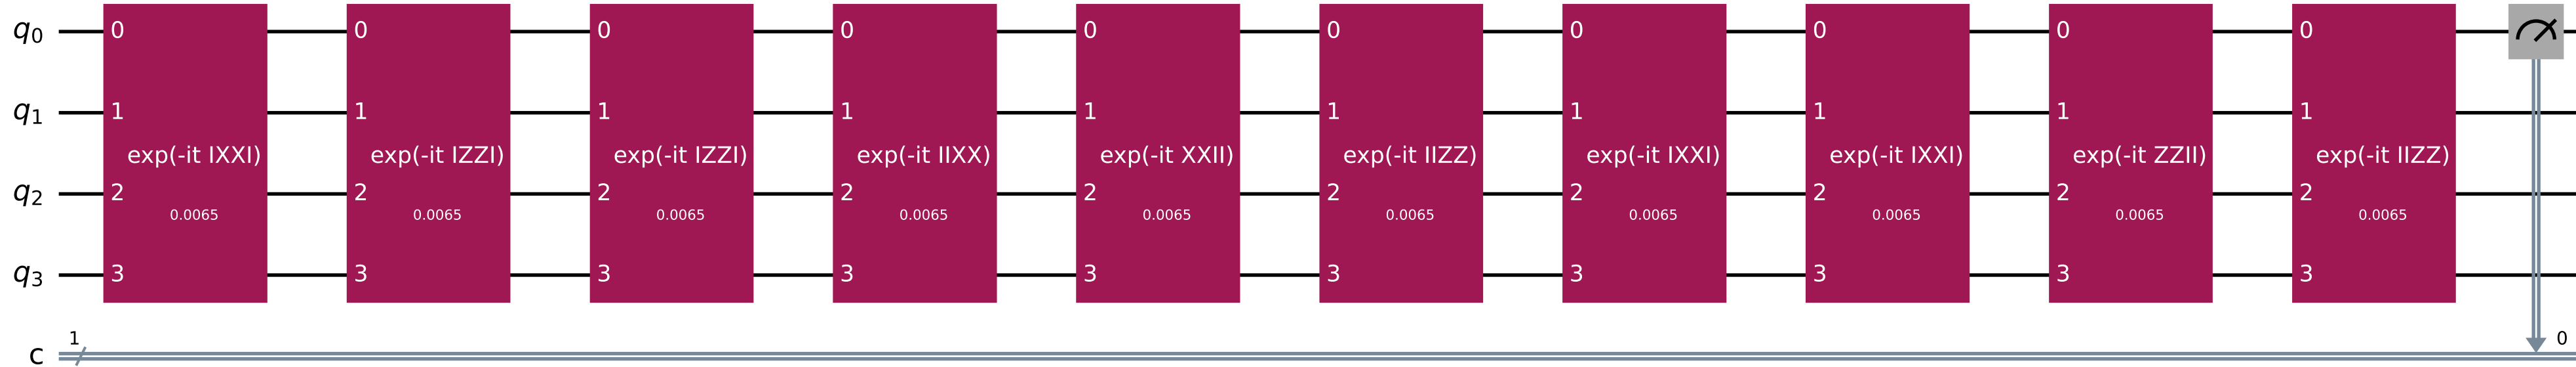 q0 0 0 0 0 0 0 0 0 0 0
q1 1 1 1 1 1 1 1 1 1 1
exp(-it IXXI) exp(-it IZZI) exp(-it IZZI) exp(-it IIXX) exp(-it XXII) exp(-it IIZZ) exp(-it IXXI) exp(-it IXXI) exp(-it ZZII) exp(-it IIZZ)
q2 2 2 2 2 2 2 2 2 2 2
0.0065 0.0065 0.0065 0.0065 0.0065 0.0065 0.0065 0.0065 0.0065 0.0065
q3 3 3 3 3 3 3 3 3 3 3
1 0
c